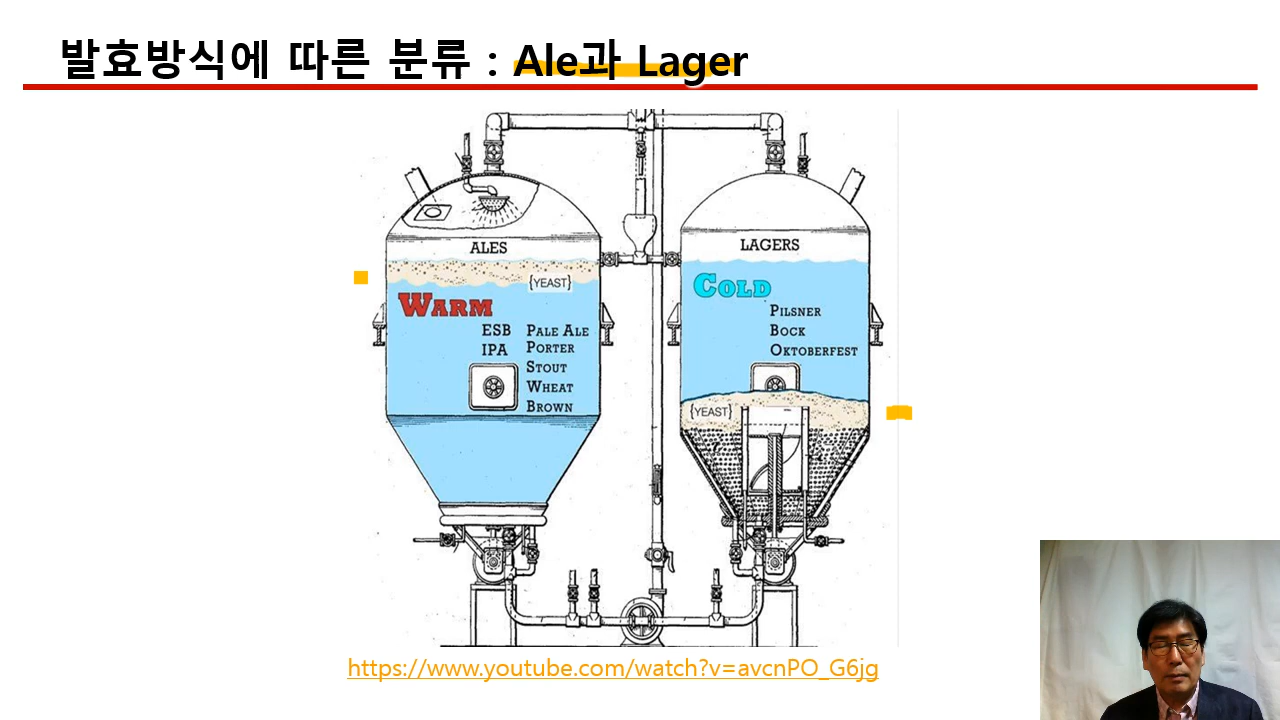 발효방식에 따른 분류 : Ale과 Lager
ALES
{YEAST}
WARM
ESB PALE ALE
IPA PORTER
STOUT
WHEAT
BROWN
LAGERS
COLD
PILSNER
BOCK
OKTOBERFEST
{YEAST}
https://www.youtube.com/watch?v=avcnPO_G6jg